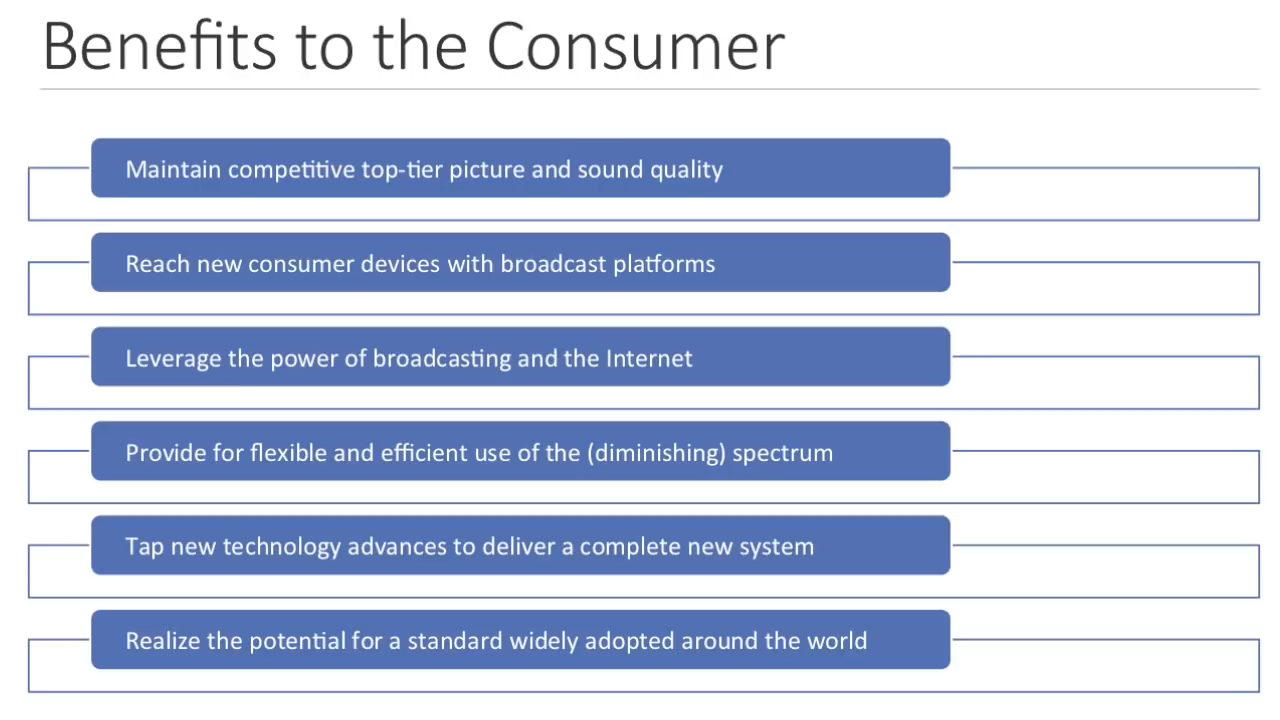 Benefits to the Consumer
Maintain competitive top-tier picture and sound quality
Reach new consumer devices with broadcast platforms
Leverage the power of broadcasting and the Internet
Provide for flexible and efficient use of the (diminishing) spectrum
Tap new technology advances to deliver a complete new system
Realize the potential for a standard widely adopted around the world